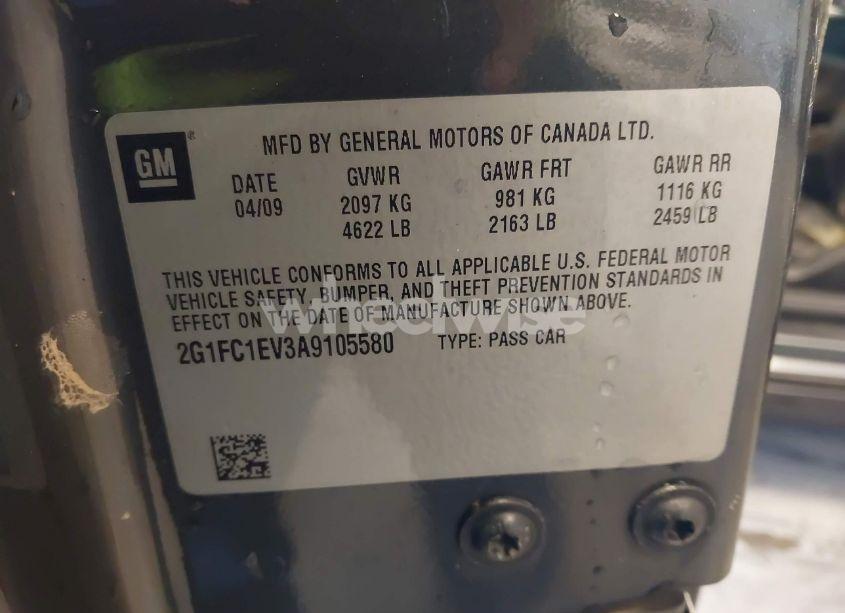 GM
®
MFD BY GENERAL MOTORS OF CANADA LTD.
DATE GVWR GAWR FRT GAWR RR
04/09 2097 KG 981 KG 1116 KG
4622 LB 2163 LB 2459 LB
THIS VEHICLE CONFORMS TO ALL APPLICABLE U.S. FEDERAL MOTOR
VEHICLE SAFETY, BUMPER, AND THEFT PREVENTION STANDARDS IN
EFFECT ON THE DATE OF MANUFACTURE SHOWN ABOVE.
2G1FC1EV3A9105580 TYPE: PASS CAR
wheelwise